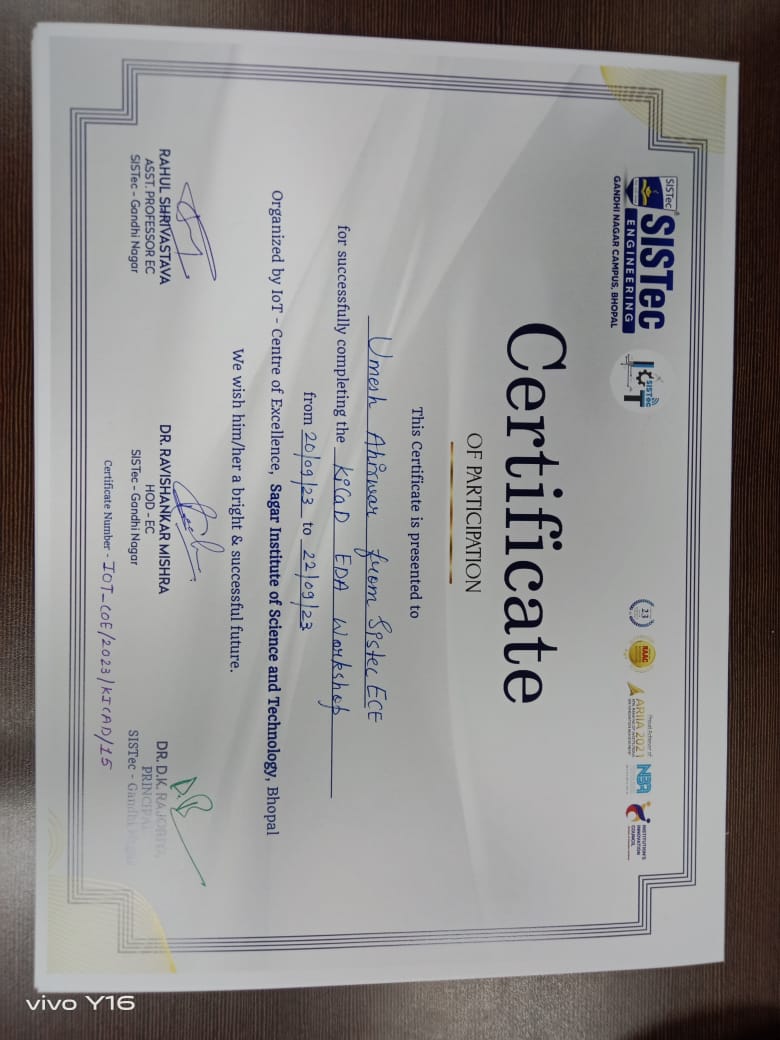 SISTec
SISTec
ENGINEERING
GANDHI NAGAR CAMPUS, BHOPAL
SISTec
IOT
23
NAAC
Proud Achiever of
ARIIA 2021
NBA
INSTITUTION'S
INNOVATION
COUNCIL
Certificate
OF PARTICIPATION
This Certificate is presented to
Umesh Ahirwar from Sistec ECE
for successfully completing the KiCaD EDA Workshop
from 20/09/23 to 22/09/23
Organized by IoT - Centre of Excellence, Sagar Institute of Science and Technology, Bhopal
We wish him/her a bright & successful future.
RAHUL SHRIVASTAVA
ASST. PROFESSOR EC
SISTec - Gandhi Nagar
DR. RAVISHANKAR MISHRA
HOD - EC
SISTec - Gandhi Nagar
DR. D.K. RAJORIYA
PRINCIPAL
SISTec - Gandhi Nagar
Certificate Number - IOT-COE/2023/KICAD/15
vivo Y16